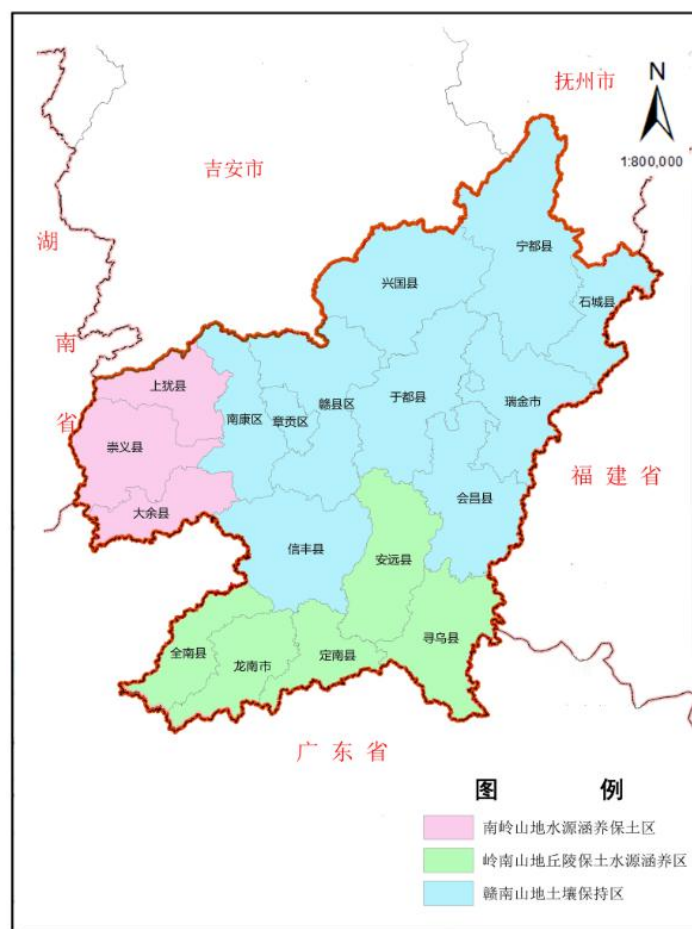 N
抚州市
1:800,000
吉安市
湖南省
宁都县
兴国县
石城县
上犹县
南康区
章贡区
赣县区
于都县
瑞金市
崇义县
福建省
会昌县
大余县
信丰县
安远县
寻乌县
全南县
龙南市
定南县
广东省
图 例
南岭山地水源涵养保土区
岭南山地丘陵保土水源涵养区
赣南山地土壤保持区